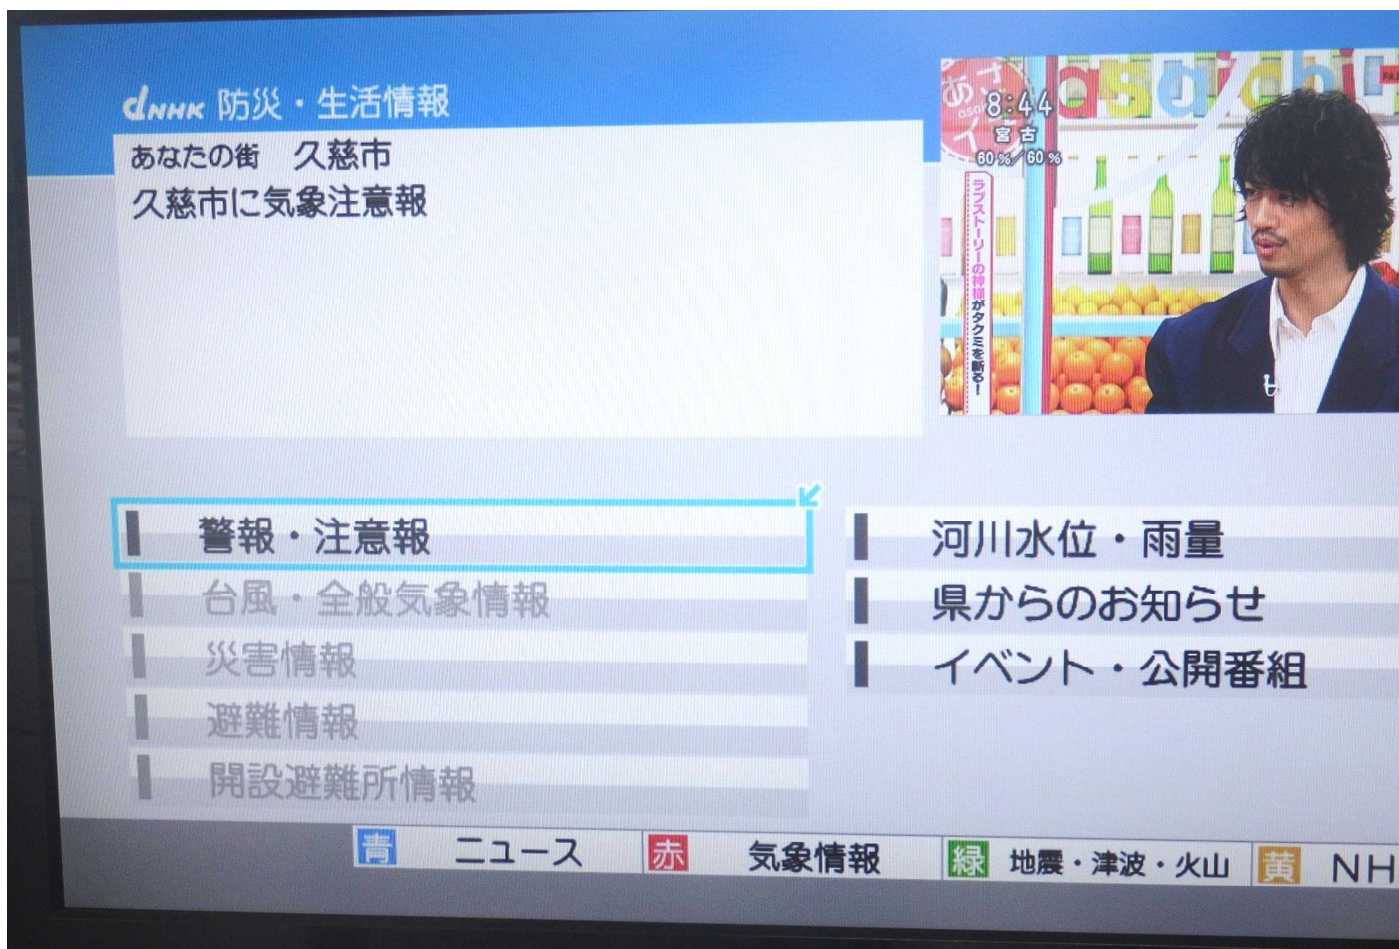 dNHK 防災・生活情報
あなたの街 久慈市
久慈市に気象注意報
あさ
イ
asa
asaichi
8:44
宮古
60%/60%
ラブストーリーの神様がタクミを斬る!
FAX
警報・注意報
台風・全般気象情報
災害情報
避難情報
開設避難所情報
河川水位・雨量
県からのお知らせ
イベント・公開番組
青 ニュース
赤 気象情報
緑 地震・津波・火山
黄 NH